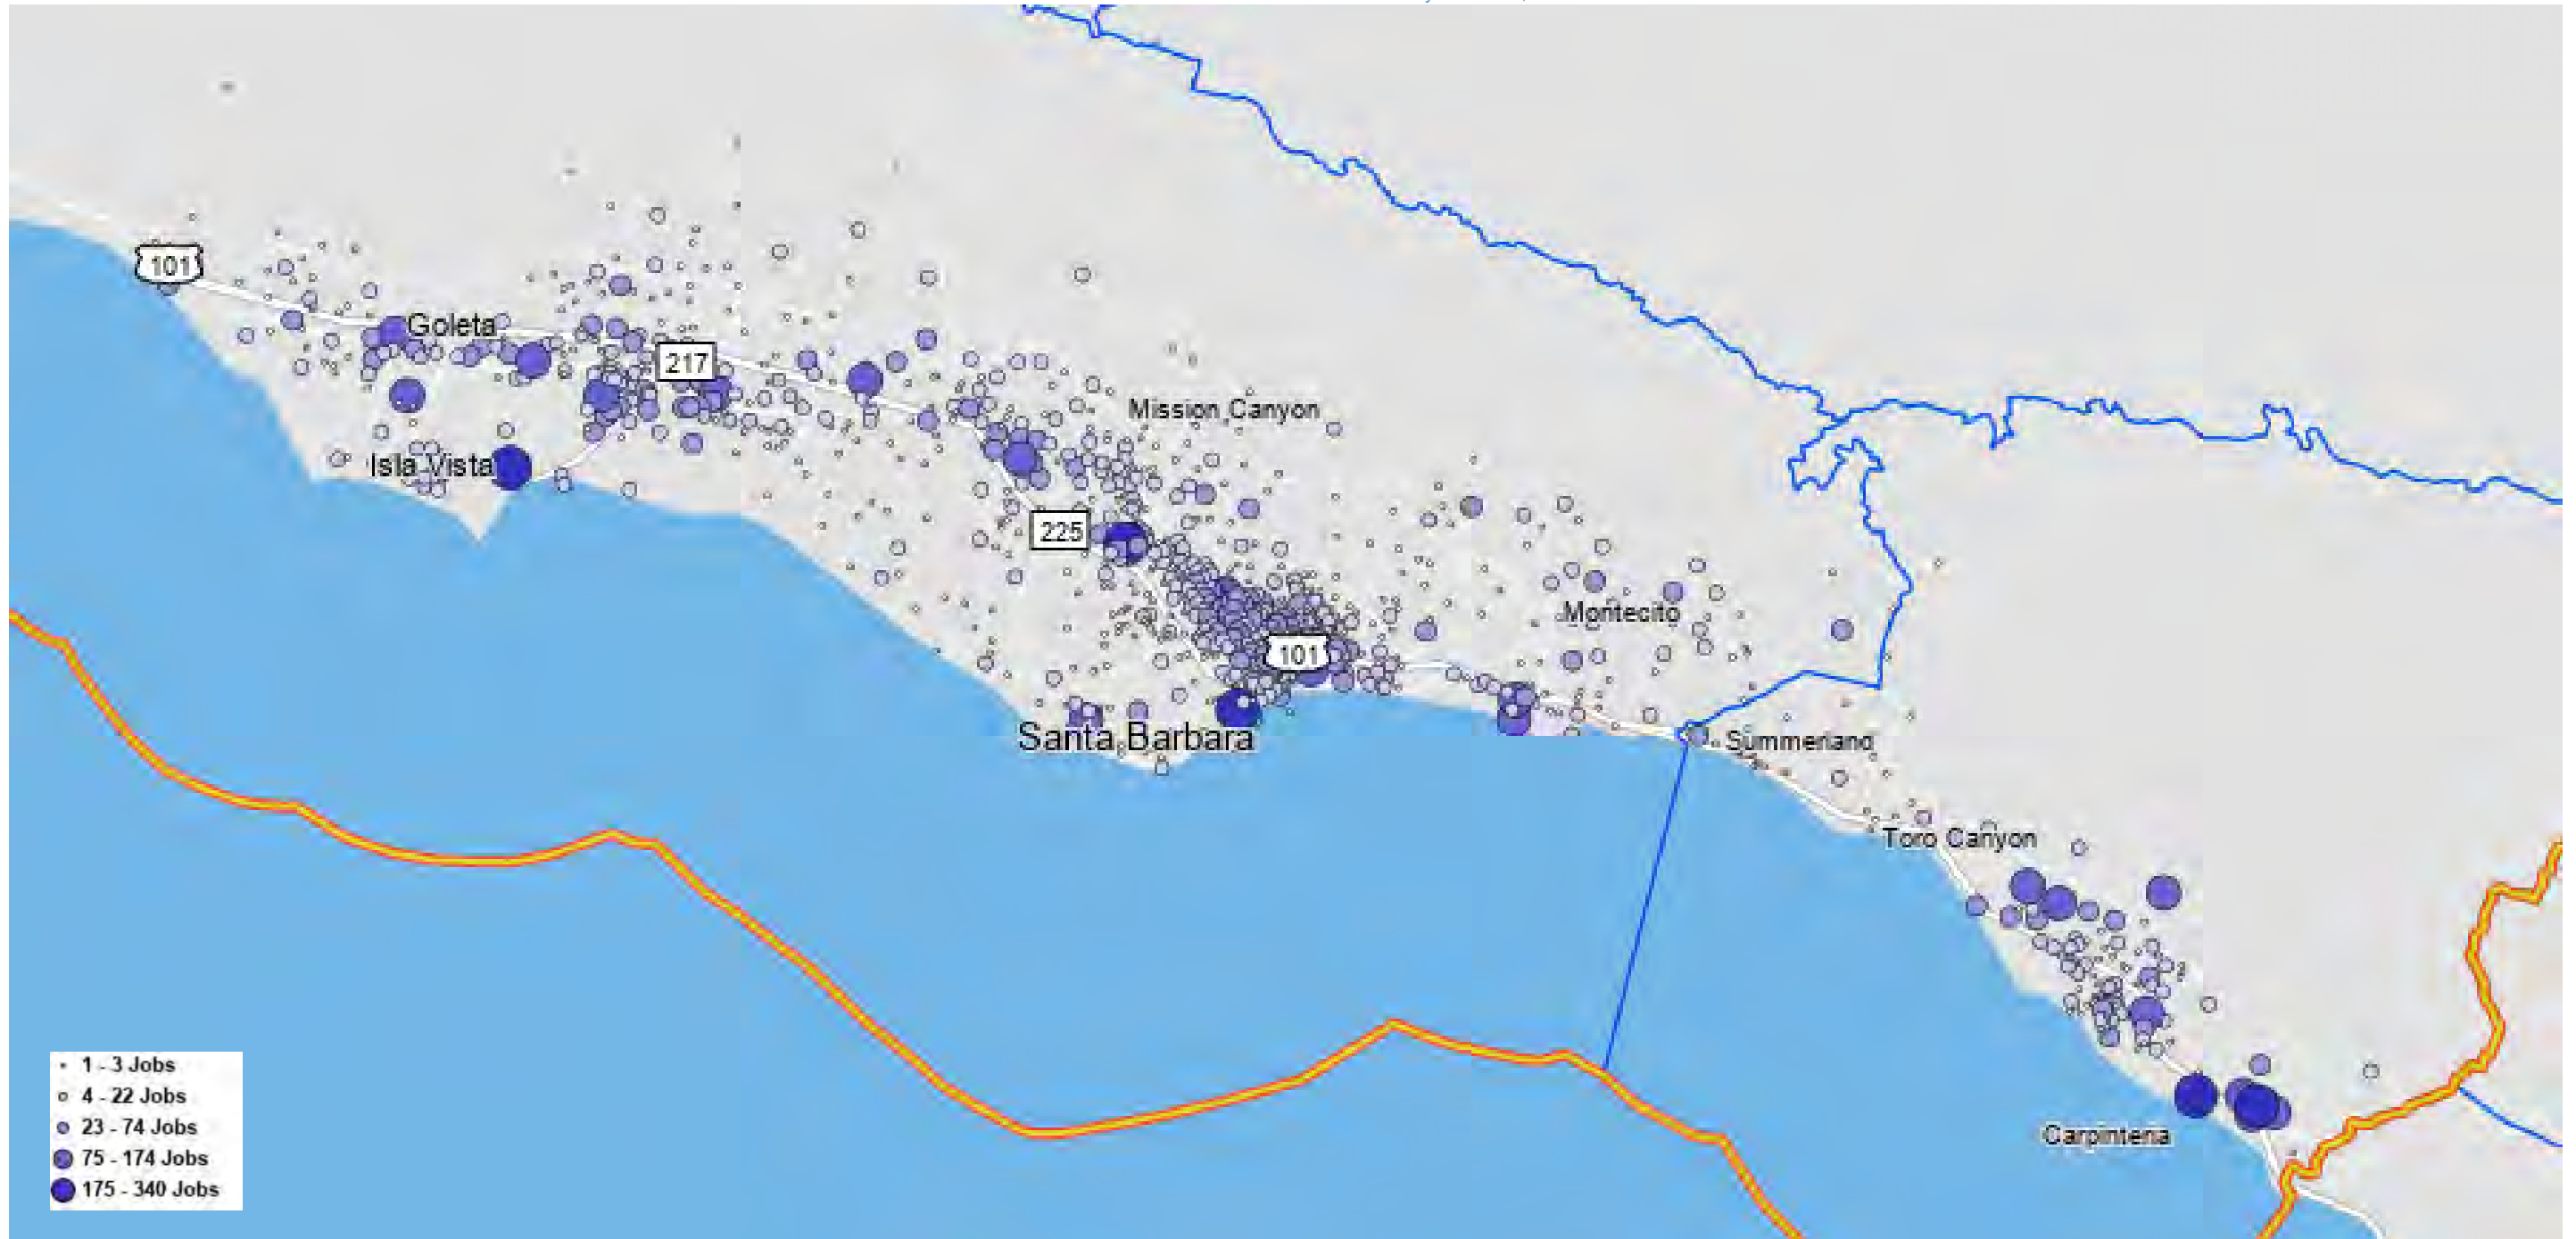 101
Goleta
217
Mission Canyon
Isla Vista
225
Montecito
101
Santa Barbara
Summerland
Toro Canyon
Carpinteria
1 - 3 Jobs
4 - 22 Jobs
23 - 74 Jobs
75 - 174 Jobs
175 - 340 Jobs